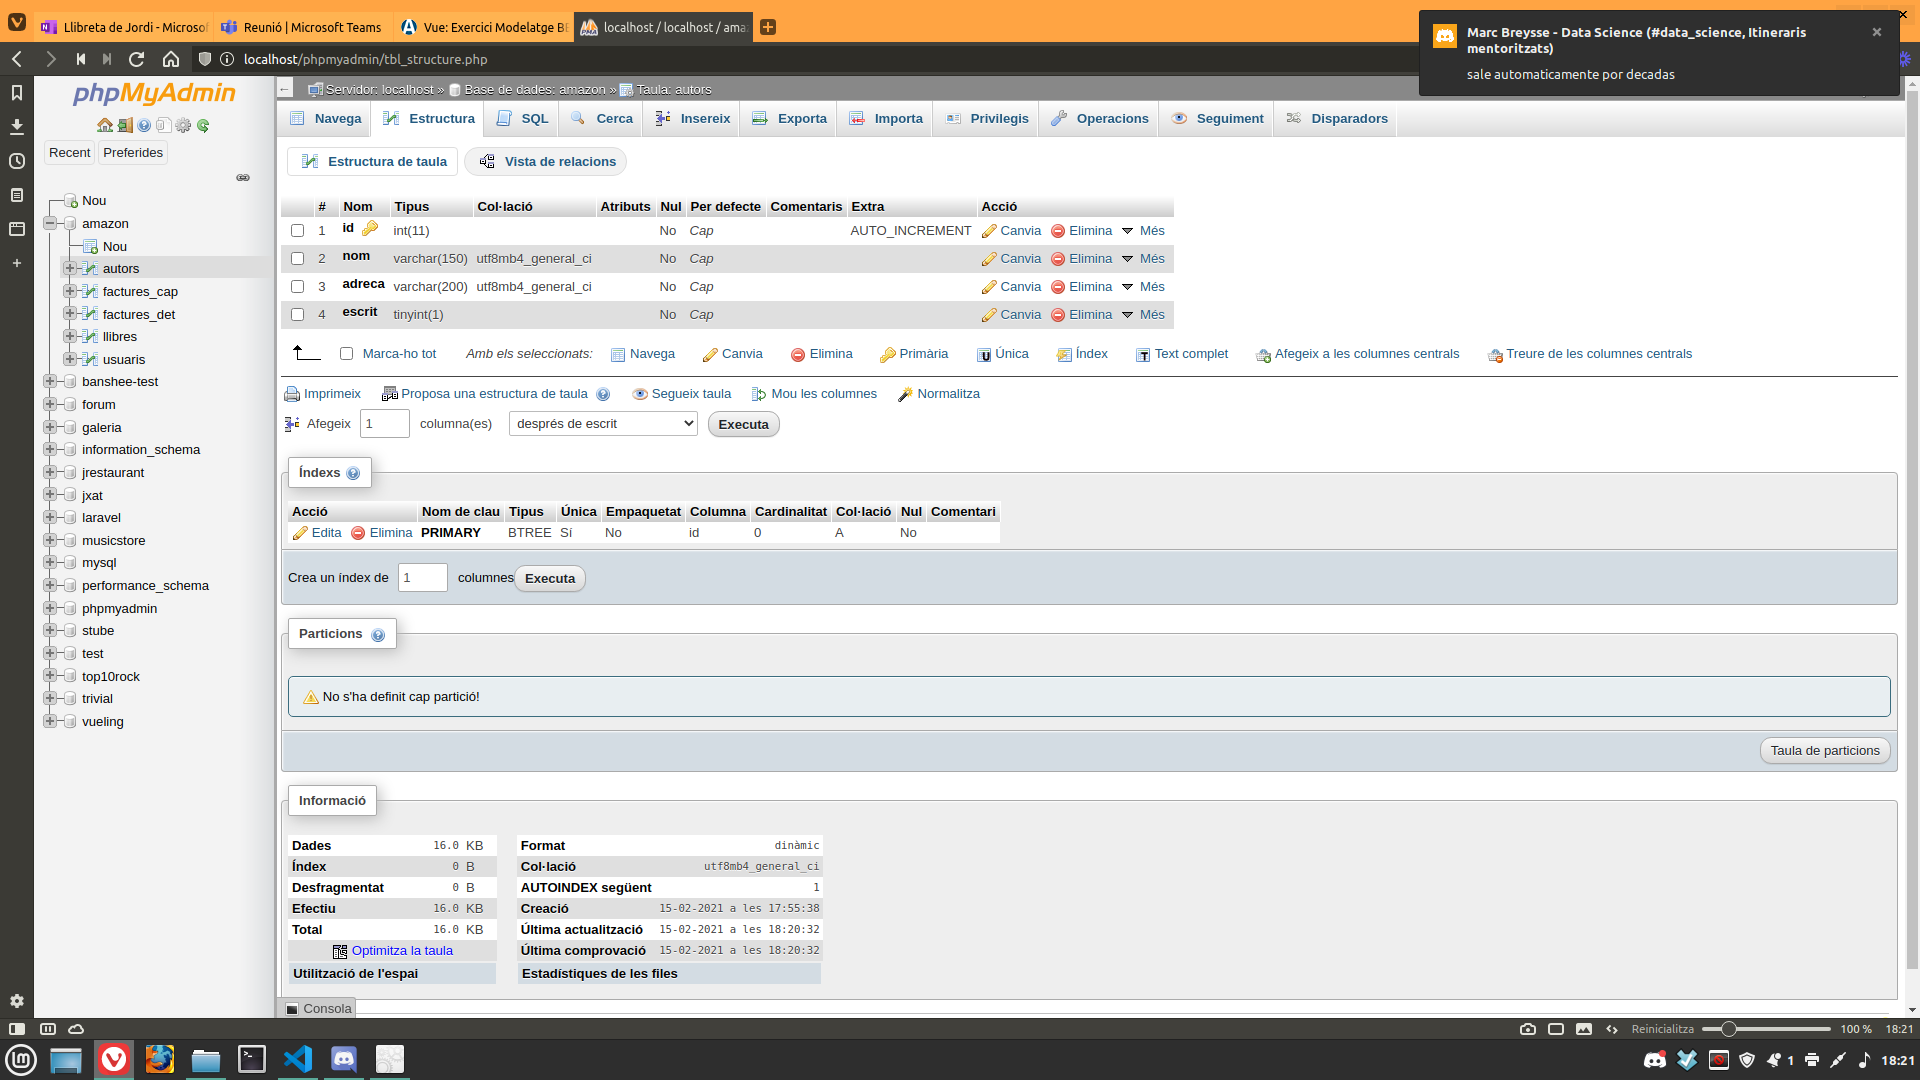 Llibreta de Jordi - Microsof
Reunió | Microsoft Teams
Vue: Exercici Modelatge BE
localhost / localhost / ama
Marc Breysse - Data Science (#data_science, Itineraris mentoritzats)
sale automaticamente por decadas
localhost/phpmyadmin/tbl_structure.php
phpMyAdmin
Recent Preferides
Nou
amazon
Nou
autors
factures_cap
factures_det
llibres
usuaris
banshee-test
forum
galeria
information_schema
jrestaurant
jxat
laravel
musicstore
mysql
performance_schema
phpmyadmin
stube
test
top10rock
trivial
vueling
Servidor: localhost » Base de dades: amazon » Taula: autors
Navega Estructura SQL Cerca Insereix Exporta Importa Privilegis Operacions Seguiment Disparadors
Estructura de taula Vista de relacions
# Nom Tipus Col·lació Atributs Nul Per defecte Comentaris Extra Acció
1 id int(11) No Cap AUTO_INCREMENT Canvia Elimina Més
2 nom varchar(150) utf8mb4_general_ci No Cap Canvia Elimina Més
3 adreca varchar(200) utf8mb4_general_ci No Cap Canvia Elimina Més
4 escrit tinyint(1) No Cap Canvia Elimina Més
Marca-ho tot Amb els seleccionats: Navega Canvia Elimina Primària Única Índex Text complet Afegeix a les columnes centrals Treure de les columnes centrals
Imprimeix Proposa una estructura de taula Segueix taula Mou les columnes Normalitza
Afegeix 1 columna(es) després de escrit Executa
Índexs
Acció Nom de clau Tipus Única Empaquetat Columna Cardinalitat Col·lació Nul Comentari
Edita Elimina PRIMARY BTREE Sí No id 0 A No
Crea un índex de 1 columnes Executa
Particions
No s'ha definit cap partició!
Taula de particions
Informació
Dades 16.0 KB
Índex 0 B
Desfragmentat 0 B
Efectiu 16.0 KB
Total 16.0 KB
Optimitza la taula
Utilització de l'espai
Format dinàmic
Col·lació utf8mb4_general_ci
AUTOINDEX següent 1
Creació 15-02-2021 a les 17:55:38
Última actualització 15-02-2021 a les 18:20:32
Última comprovació 15-02-2021 a les 18:20:32
Estadístiques de les files
Consola
Reinicialitza 100 % 18:21
1 18:21